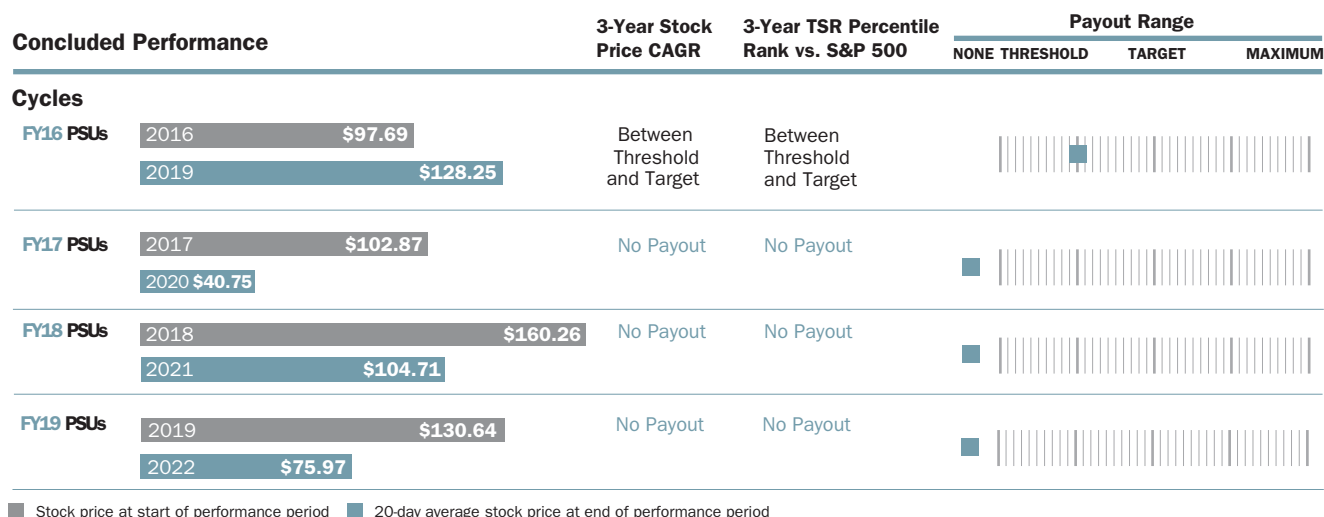 Concluded Performance
3-Year Stock
Price CAGR
3-Year TSR Percentile
Rank vs. S&P 500
Payout Range
NONE THRESHOLD TARGET MAXIMUM
Cycles
FY16 PSUs
2016 $97.69
2019 $128.25
Between
Threshold
and Target
Between
Threshold
and Target
FY17 PSUs
2017 $102.87
2020 $40.75
No Payout
No Payout
FY18 PSUs
2018 $160.26
2021 $104.71
No Payout
No Payout
FY19 PSUs
2019 $130.64
2022 $75.97
No Payout
No Payout
Stock price at start of performance period 20-day average stock price at end of performance period